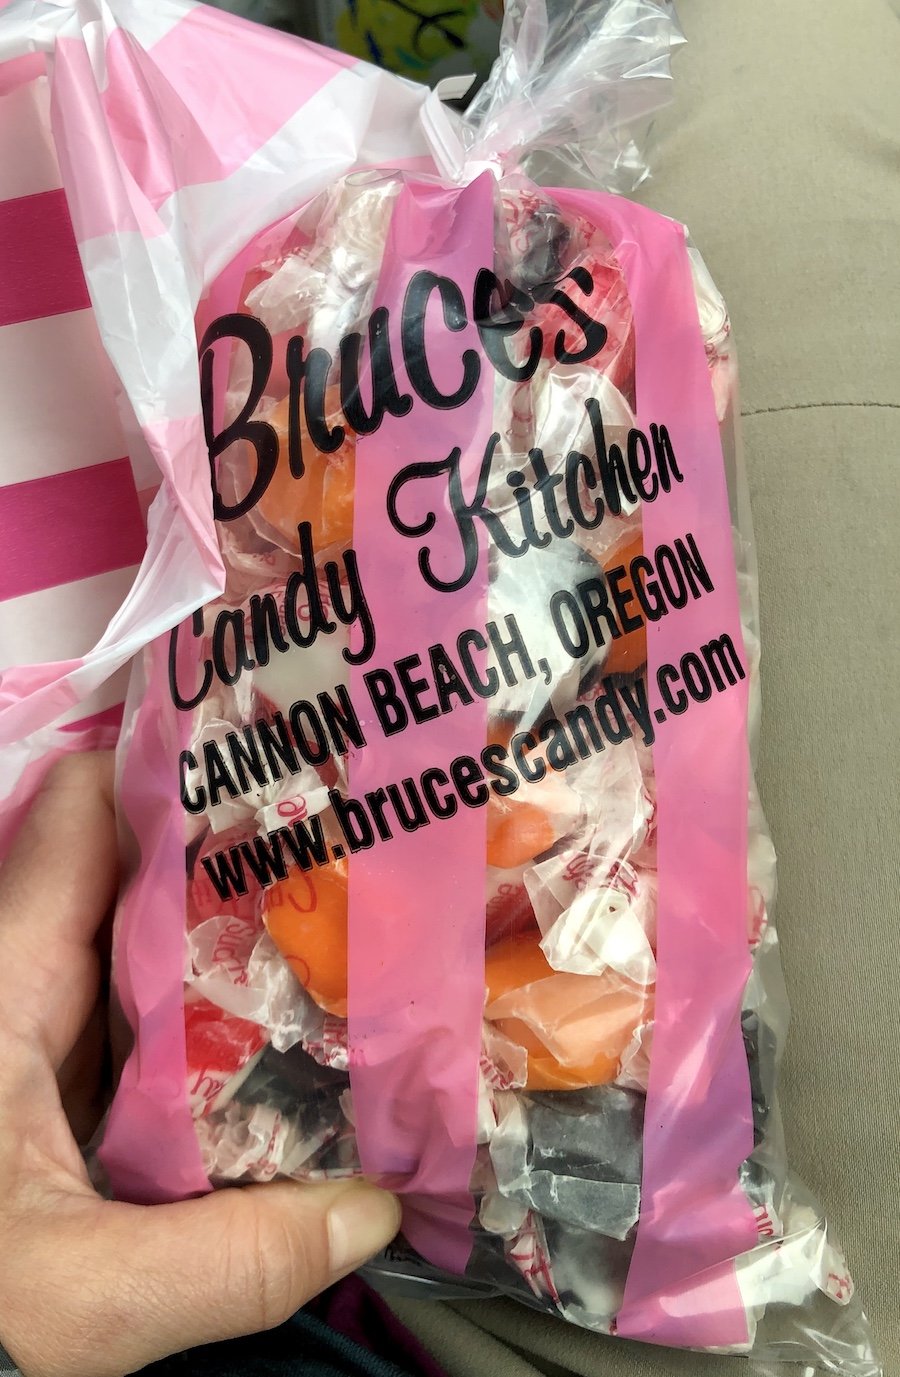 Bruce's
Candy Kitchen
CANNON BEACH, OREGON
www.brucescandy.com